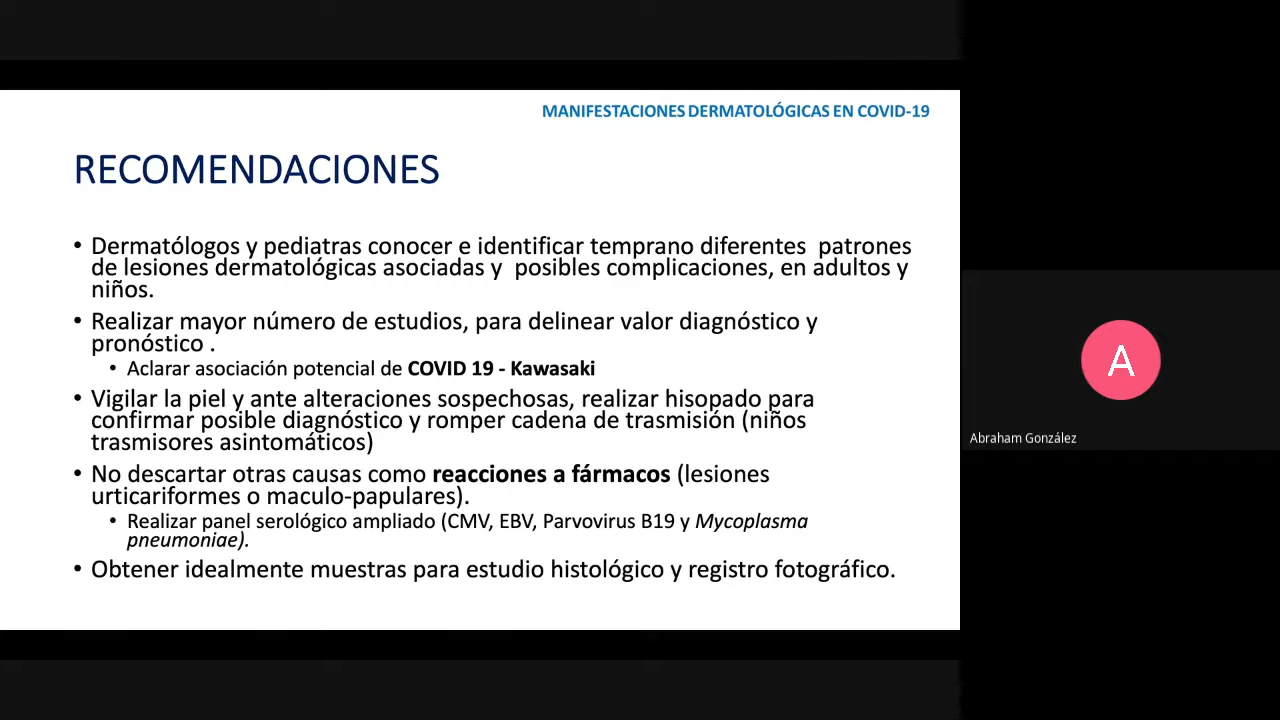 MANIFESTACIONES DERMATOLÓGICAS EN COVID-19
RECOMENDACIONES
• Dermatólogos y pediatras conocer e identificar temprano diferentes patrones
de lesiones dermatológicas asociadas y posibles complicaciones, en adultos y
niños.
• Realizar mayor número de estudios, para delinear valor diagnóstico y
pronóstico .
• Aclarar asociación potencial de COVID 19 - Kawasaki
• Vigilar la piel y ante alteraciones sospechosas, realizar hisopado para
confirmar posible diagnóstico y romper cadena de trasmisión (niños
trasmisores asintomáticos)
• No descartar otras causas como reacciones a fármacos (lesiones
urticariformes o maculo-papulares).
• Realizar panel serológico ampliado (CMV, EBV, Parvovirus B19 y Mycoplasma
pneumoniae).
• Obtener idealmente muestras para estudio histológico y registro fotográfico.
A
Abraham González